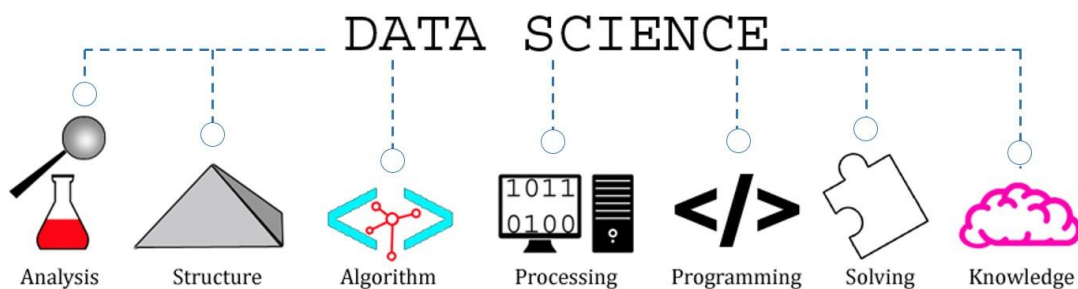 DATA SCIENCE
1011
0100
</>
Analysis
Structure
Algorithm
Processing
Programming
Solving
Knowledge